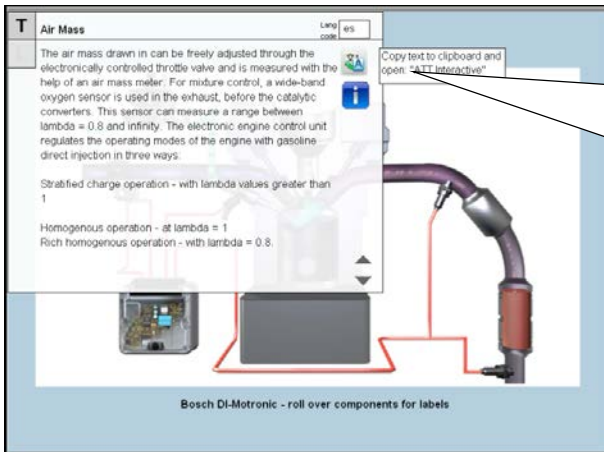 T
Air Mass
Lang code
es
The air mass drawn in can be freely adjusted through the
electronically controlled throttle valve and is measured with the
help of an air mass meter. For mixture control, a wide-band
oxygen sensor is used in the exhaust, before the catalytic
converters. This sensor can measure a range between
lambda = 0.8 and infinity. The electronic engine control unit
regulates the operating modes of the engine with gasoline
direct injection in three ways:
Stratified charge operation - with lambda values greater than
1
Homogenous operation - at lambda = 1
Rich homogenous operation - with lambda = 0.8.
Copy text to clipboard and
open: "ATT Interactive"
i
Bosch DI-Motronic - roll over components for labels